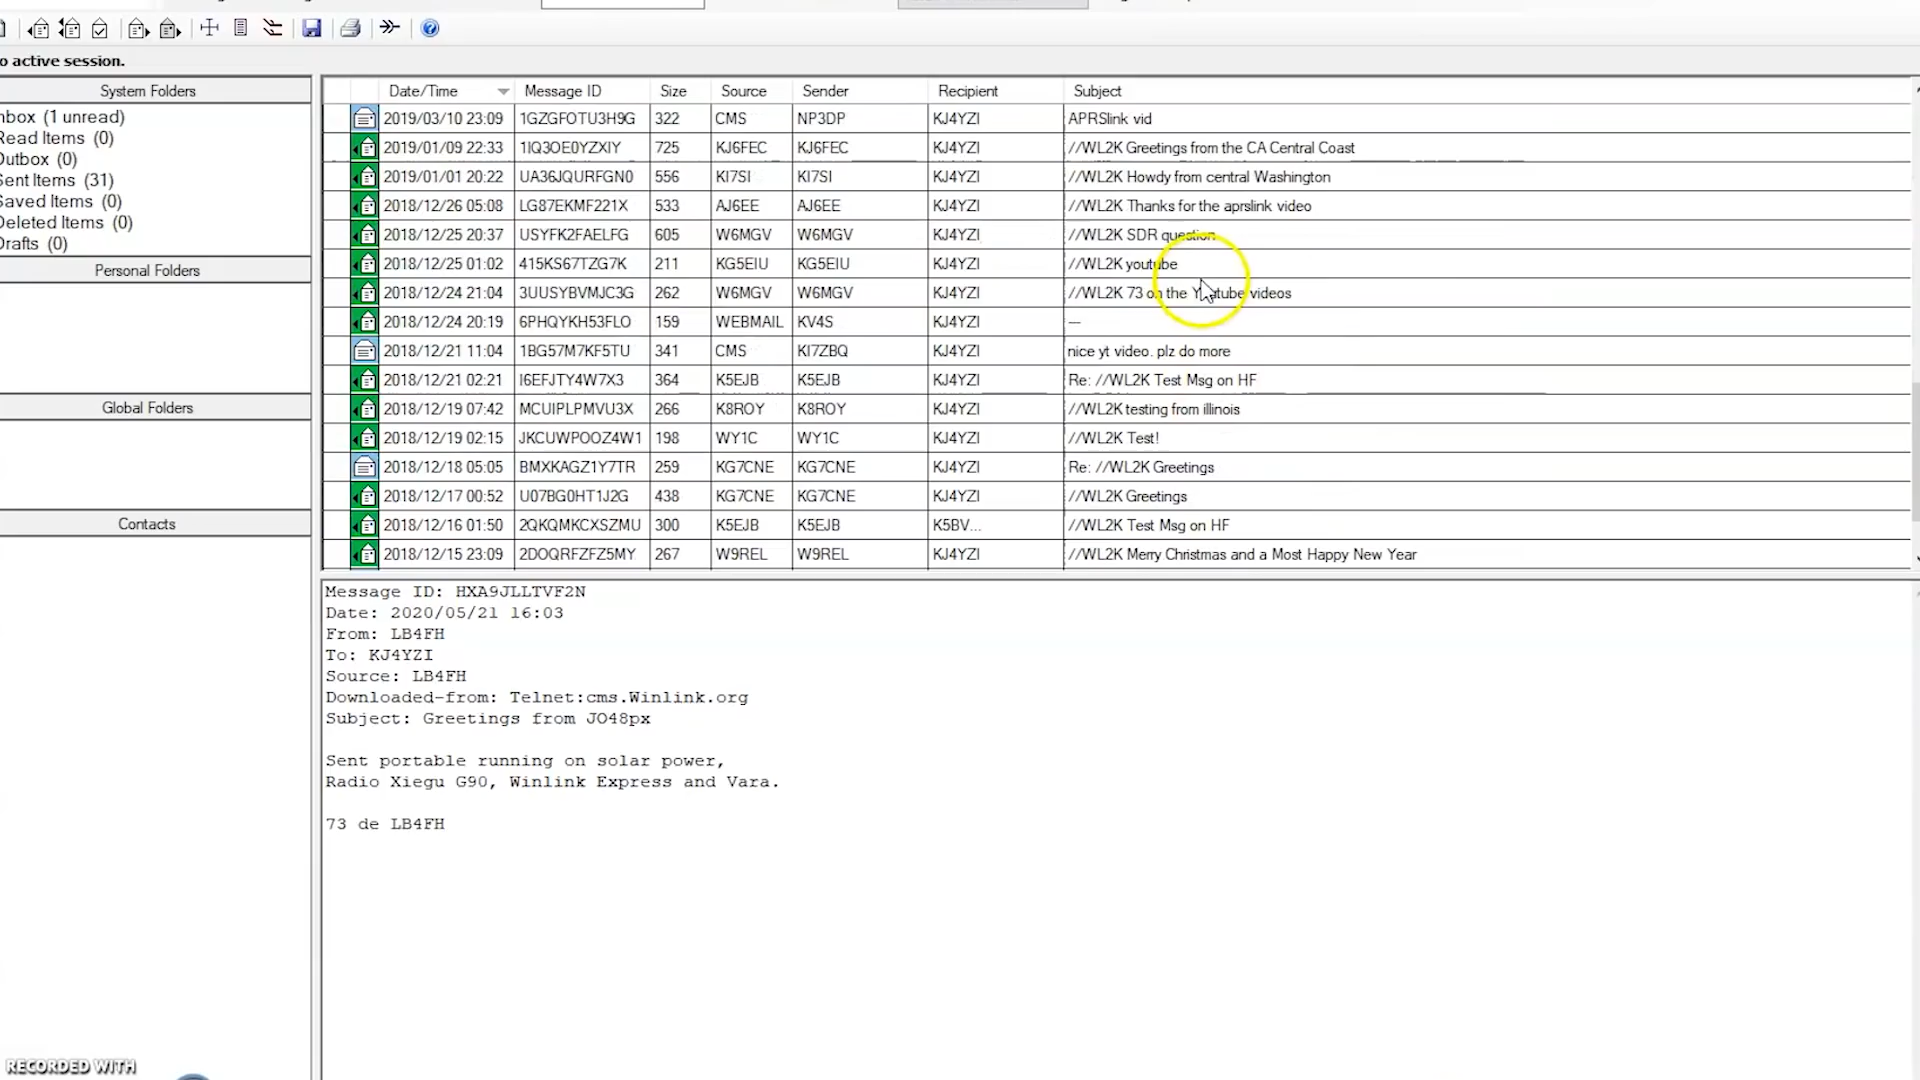 o active session.
System Folders
nbox (1 unread)
Read Items (0)
Outbox (0)
Sent Items (31)
Saved Items (0)
Deleted Items (0)
Drafts (0)
Personal Folders
Global Folders
Contacts
Date/Time Message ID Size Source Sender Recipient Subject
2019/03/10 23:09 1GZGFOTU3H9G 322 CMS NP3DP KJ4YZI APRSlink vid
2019/01/09 22:33 1IQ3OE0YZXIY 725 KJ6FEC KJ6FEC KJ4YZI //WL2K Greetings from the CA Central Coast
2019/01/01 20:22 UA36JQURFGN0 556 KI7SI KI7SI KJ4YZI //WL2K Howdy from central Washington
2018/12/26 05:08 LG87EKMF221X 533 AJ6EE AJ6EE KJ4YZI //WL2K Thanks for the aprslink video
2018/12/25 20:37 USYFK2FAELFG 605 W6MGV W6MGV KJ4YZI //WL2K SDR question
2018/12/25 01:02 415KS67TZG7K 211 KG5EIU KG5EIU KJ4YZI //WL2K youtube
2018/12/24 21:04 3UUSYBVMJC3G 262 W6MGV W6MGV KJ4YZI //WL2K 73 on the Youtube videos
2018/12/24 20:19 6PHQYKH53FLO 159 WEBMAIL KV4S KJ4YZI —
2018/12/21 11:04 1BG57M7KF5TU 341 CMS KI7ZBQ KJ4YZI nice yt video. plz do more
2018/12/21 02:21 I6EFJTY4W7X3 364 K5EJB K5EJB KJ4YZI Re: //WL2K Test Msg on HF
2018/12/19 07:42 MCUIPLPMVU3X 266 K8ROY K8ROY KJ4YZI //WL2K testing from illinois
2018/12/19 02:15 JKCUWPOOZ4W1 198 WY1C WY1C KJ4YZI //WL2K Test!
2018/12/18 05:05 BMXKAGZ1Y7TR 259 KG7CNE KG7CNE KJ4YZI Re: //WL2K Greetings
2018/12/17 00:52 U07BG0HT1J2G 438 KG7CNE KG7CNE KJ4YZI //WL2K Greetings
2018/12/16 01:50 2QKQMKCXSZMU 300 K5EJB K5EJB K5BV... //WL2K Test Msg on HF
2018/12/15 23:09 2DOQRFZFZ5MY 267 W9REL W9REL KJ4YZI //WL2K Merry Christmas and a Most Happy New Year
Message ID: HXA9JLLTVF2N
Date: 2020/05/21 16:03
From: LB4FH
To: KJ4YZI
Source: LB4FH
Downloaded-from: Telnet:cms.Winlink.org
Subject: Greetings from JO48px
Sent portable running on solar power,
Radio Xiegu G90, Winlink Express and Vara.
73 de LB4FH
RECORDED WITH